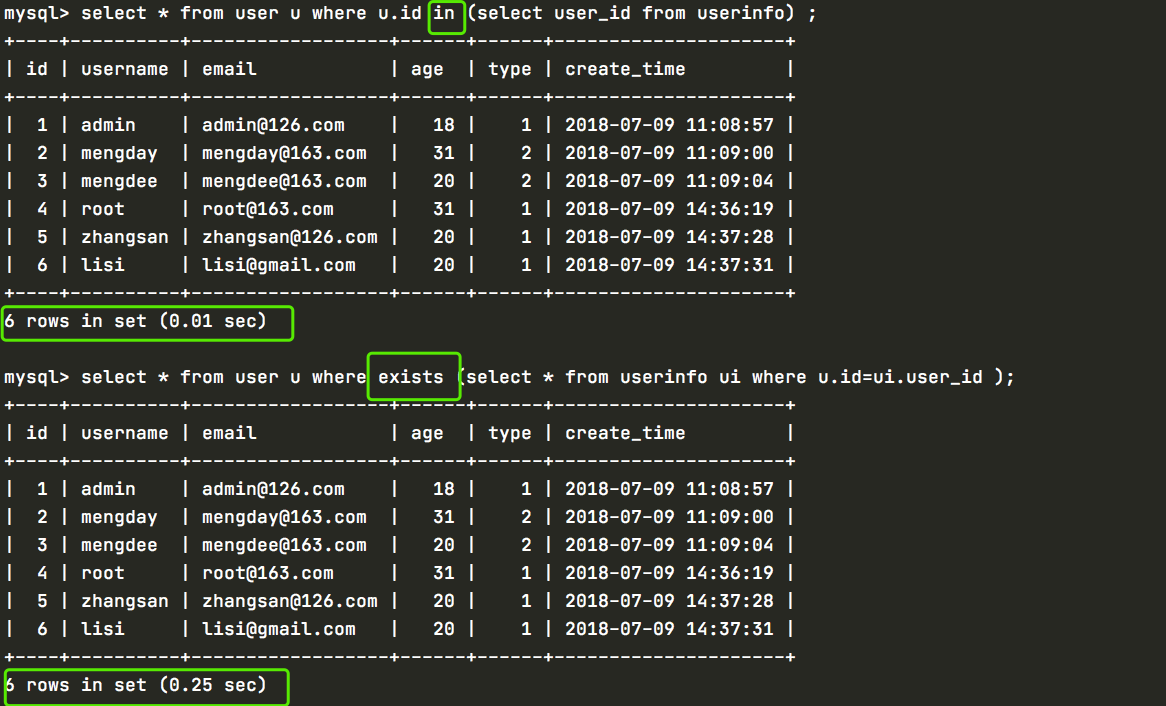 mysql> select * from user u where u.id in (select user_id from userinfo) ;
+----+----------+------------------+------+------+---------------------+
| id | username | email            | age  | type | create_time         |
+----+----------+------------------+------+------+---------------------+
|  1 | admin    | admin@126.com    |   18 |    1 | 2018-07-09 11:08:57 |
|  2 | mengday  | mengday@163.com  |   31 |    2 | 2018-07-09 11:09:00 |
|  3 | mengdee  | mengdee@163.com  |   20 |    2 | 2018-07-09 11:09:04 |
|  4 | root     | root@163.com     |   31 |    1 | 2018-07-09 14:36:19 |
|  5 | zhangsan | zhangsan@126.com |   20 |    1 | 2018-07-09 14:37:28 |
|  6 | lisi     | lisi@gmail.com   |   20 |    1 | 2018-07-09 14:37:31 |
+----+----------+------------------+------+------+---------------------+
6 rows in set (0.01 sec)
mysql> select * from user u where exists (select * from userinfo ui where u.id=ui.user_id );
+----+----------+------------------+------+------+---------------------+
| id | username | email            | age  | type | create_time         |
+----+----------+------------------+------+------+---------------------+
|  1 | admin    | admin@126.com    |   18 |    1 | 2018-07-09 11:08:57 |
|  2 | mengday  | mengday@163.com  |   31 |    2 | 2018-07-09 11:09:00 |
|  3 | mengdee  | mengdee@163.com  |   20 |    2 | 2018-07-09 11:09:04 |
|  4 | root     | root@163.com     |   31 |    1 | 2018-07-09 14:36:19 |
|  5 | zhangsan | zhangsan@126.com |   20 |    1 | 2018-07-09 14:37:28 |
|  6 | lisi     | lisi@gmail.com   |   20 |    1 | 2018-07-09 14:37:31 |
+----+----------+------------------+------+------+---------------------+
6 rows in set (0.25 sec)